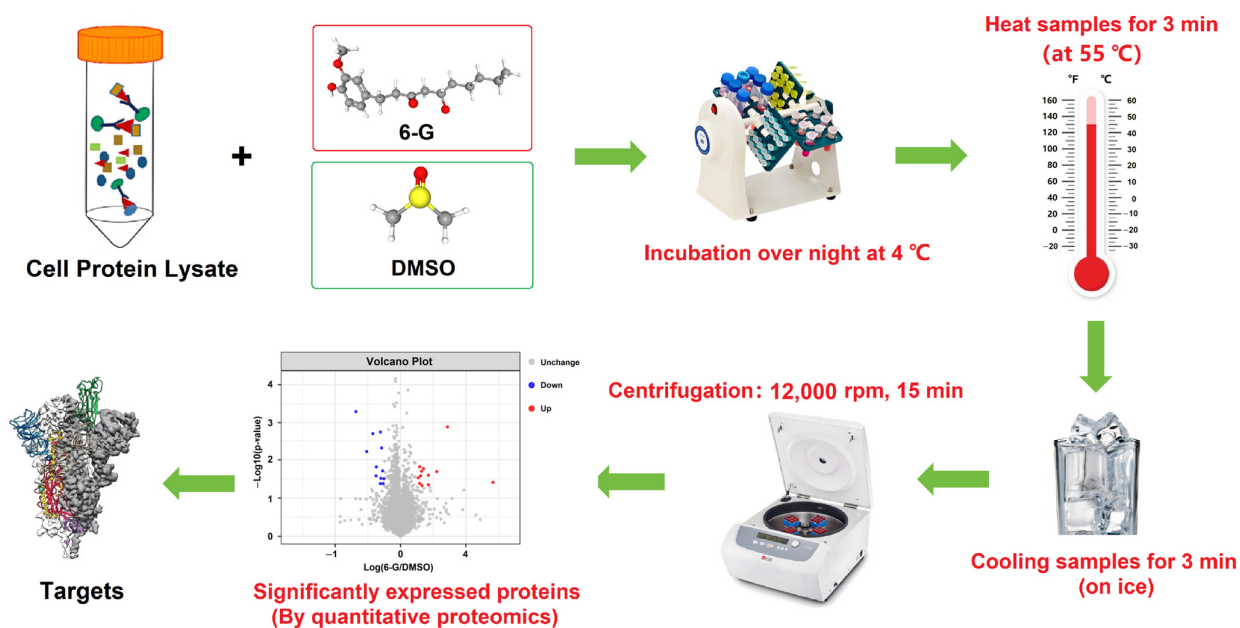 Cell Protein Lysate
+
6-G
DMSO
Incubation over night at 4 ℃
Heat samples for 3 min
(at 55 ℃)
°F ℃
160 60
140 50
120 40
100 30
80 20
60 10
40 0
20 −10
0 −20
−20 −30
Cooling samples for 3 min
(on ice)
Centrifugation: 12,000 rpm, 15 min
Volcano Plot
Unchange
Down
Up
−Log10(p-value)
4
3
2
1
0
−1 0 4
Log(6-G/DMSO)
Significantly expressed proteins
(By quantitative proteomics)
Targets